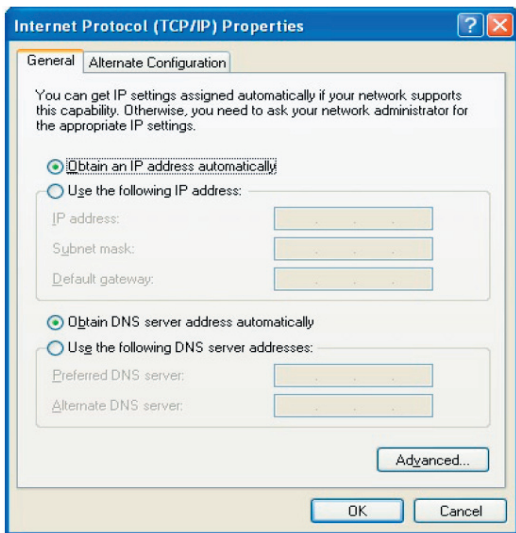 Internet Protocol (TCP/IP) Properties
General
Alternate Configuration
You can get IP settings assigned automatically if your network supports
this capability. Otherwise, you need to ask your network administrator for
the appropriate IP settings.
Obtain an IP address automatically
Use the following IP address:
IP address:
Subnet mask:
Default gateway:
Obtain DNS server address automatically
Use the following DNS server addresses:
Preferred DNS server:
Alternate DNS server:
Advanced...
OK
Cancel